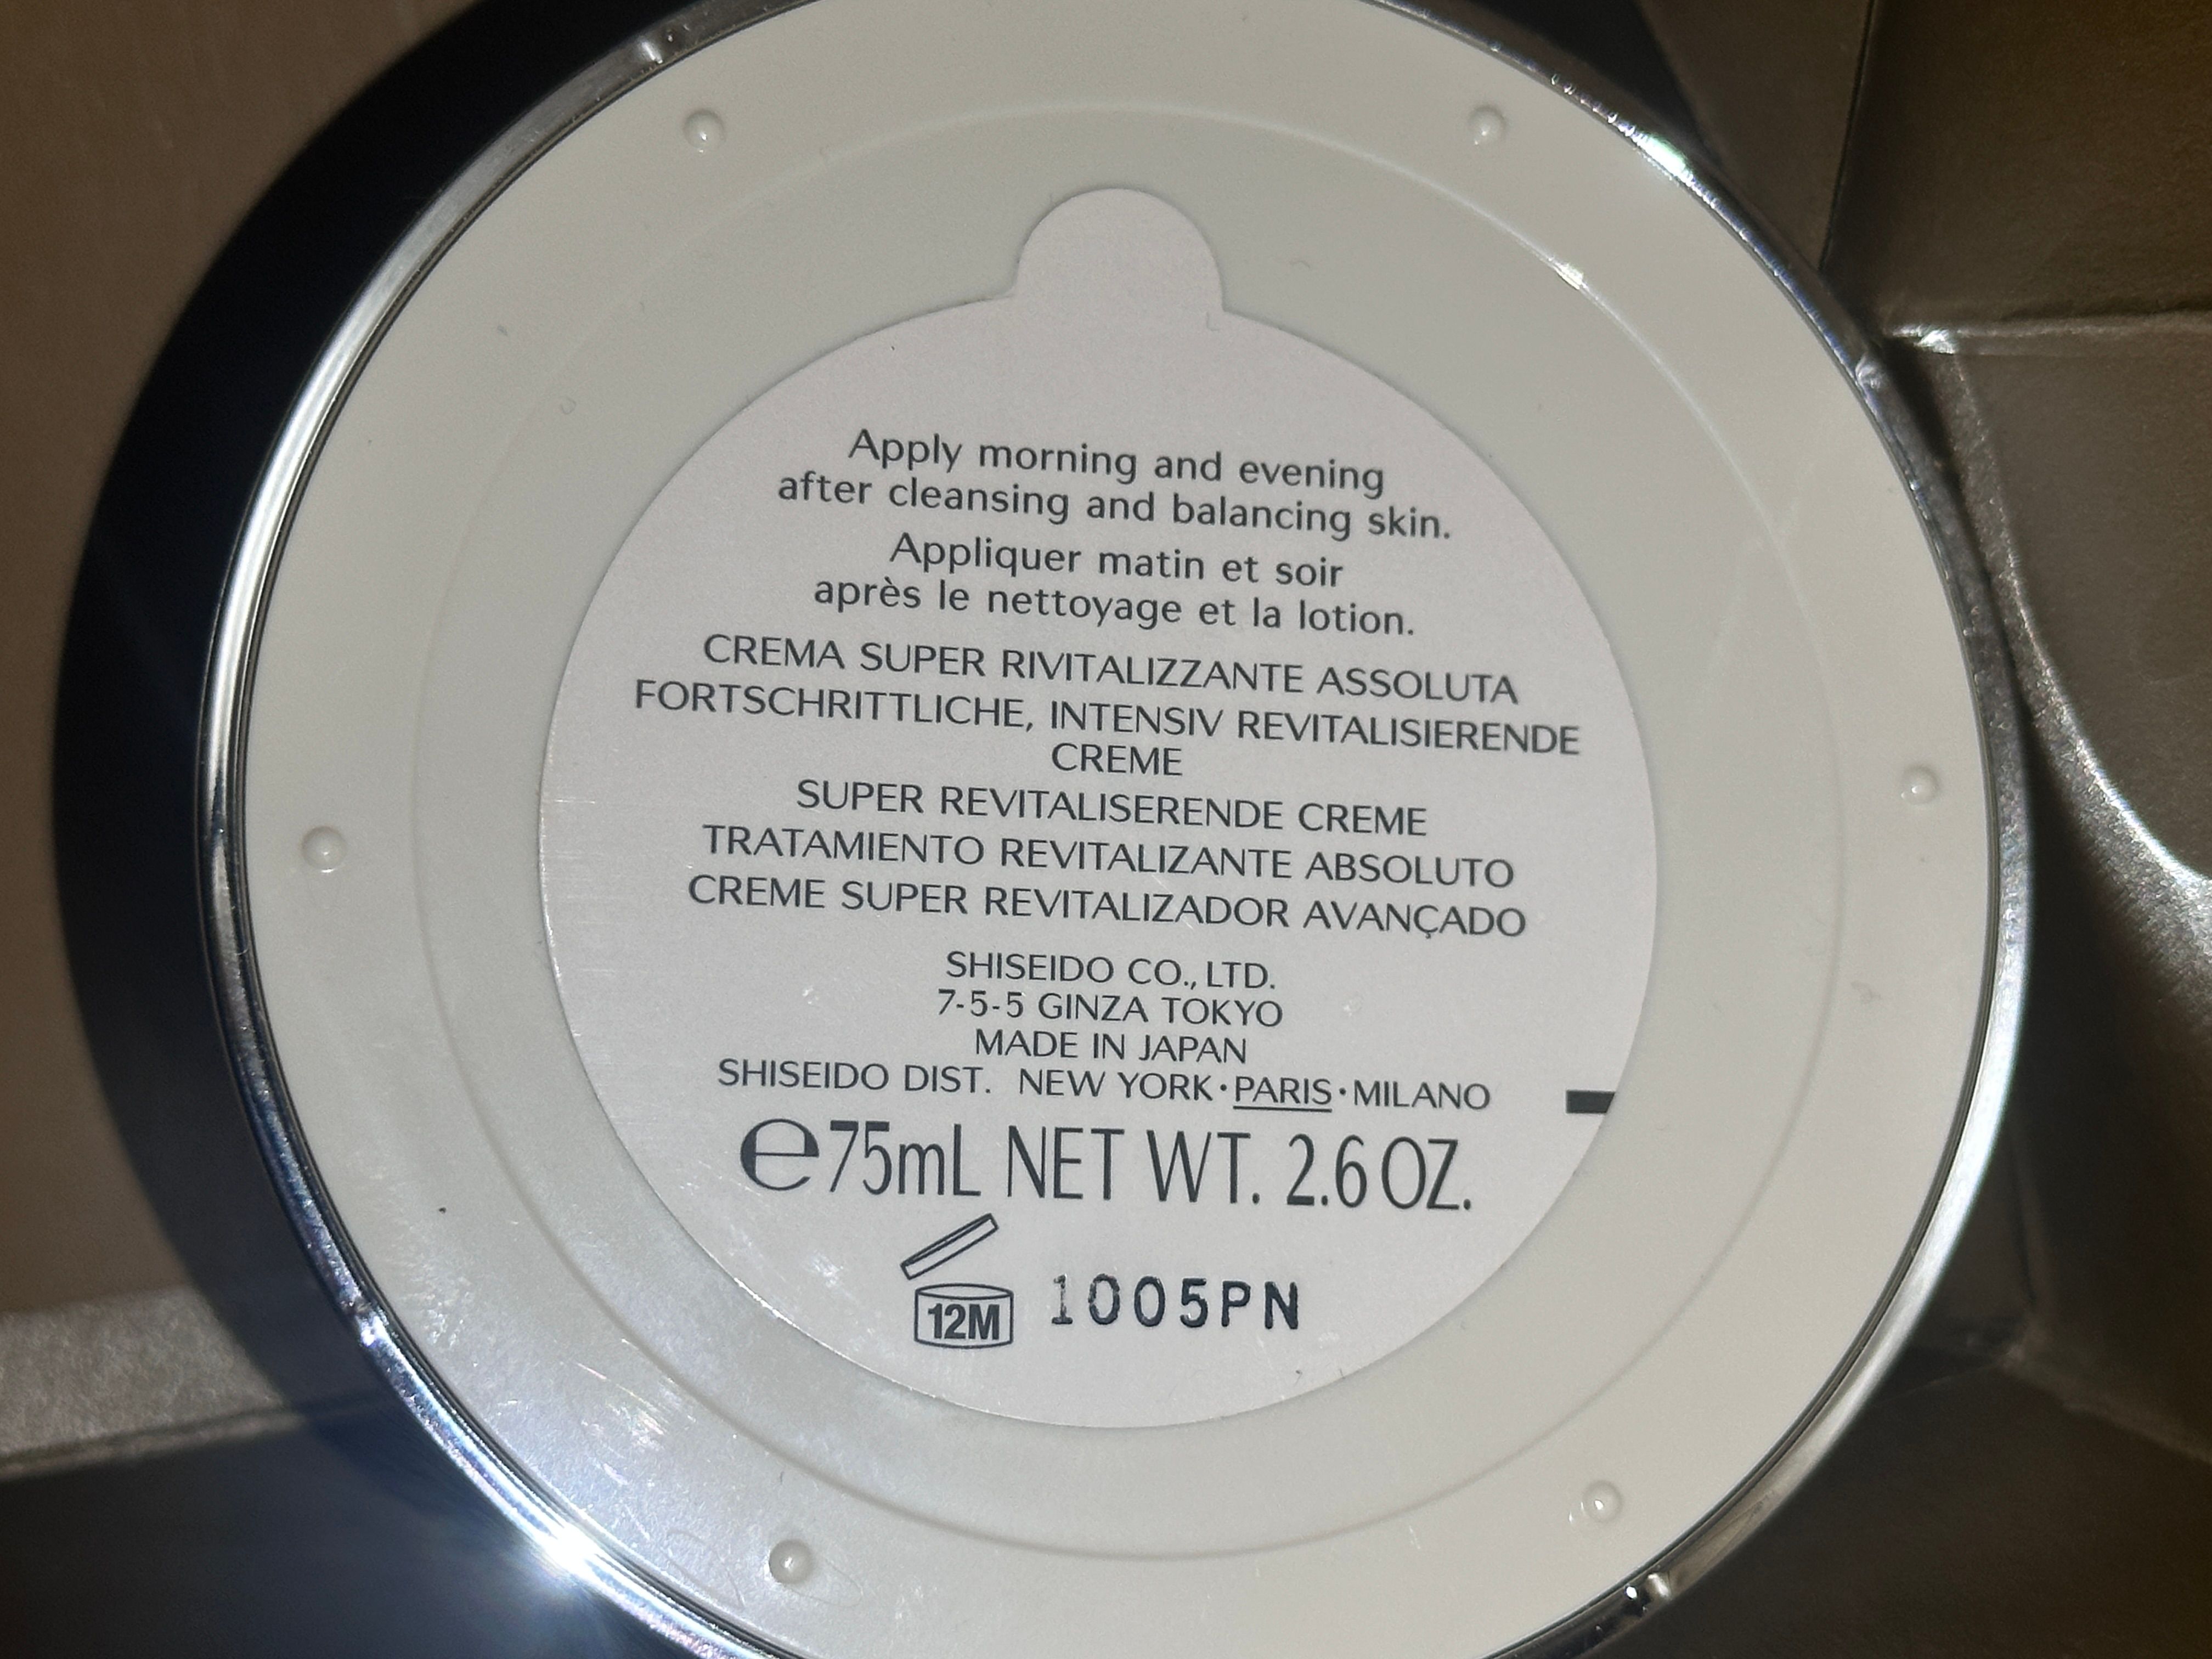 Apply morning and evening
after cleansing and balancing skin.
Appliquer matin et soir
après le nettoyage et la lotion.
CREMA SUPER RIVITALIZZANTE ASSOLUTA
FORTSCHRITTLICHE, INTENSIV REVITALISIERENDE
CREME
SUPER REVITALISERENDE CREME
TRATAMIENTO REVITALIZANTE ABSOLUTO
CREME SUPER REVITALIZADOR AVANÇADO
SHISEIDO CO., LTD.
7-5-5 GINZA TOKYO
MADE IN JAPAN
SHISEIDO DIST. NEW YORK·PARIS·MILANO
℮75mL NET WT. 2.6 OZ.
12M 1005PN